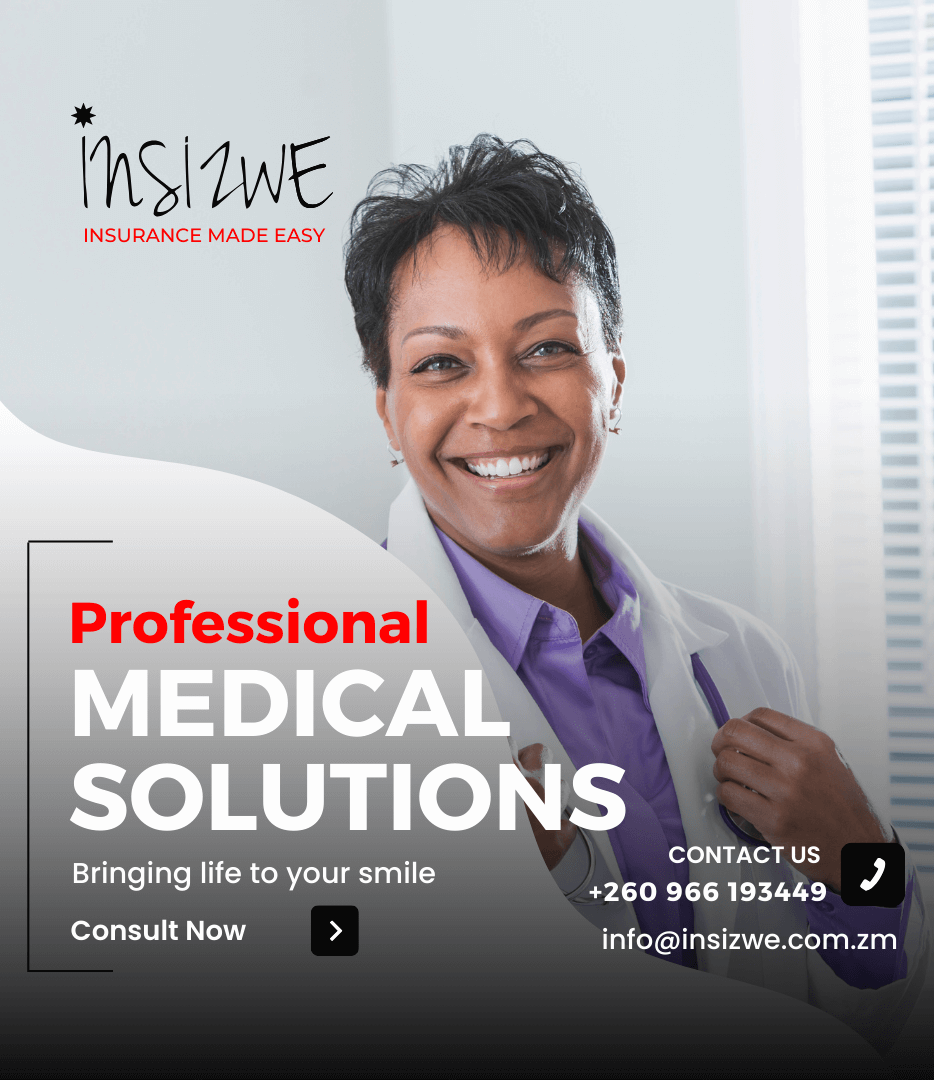 iNSiZWE
INSURANCE MADE EASY
Professional
MEDICAL
SOLUTIONS
Bringing life to your smile
Consult Now
CONTACT US
+260 966 193449
info@insizwe.com.zm